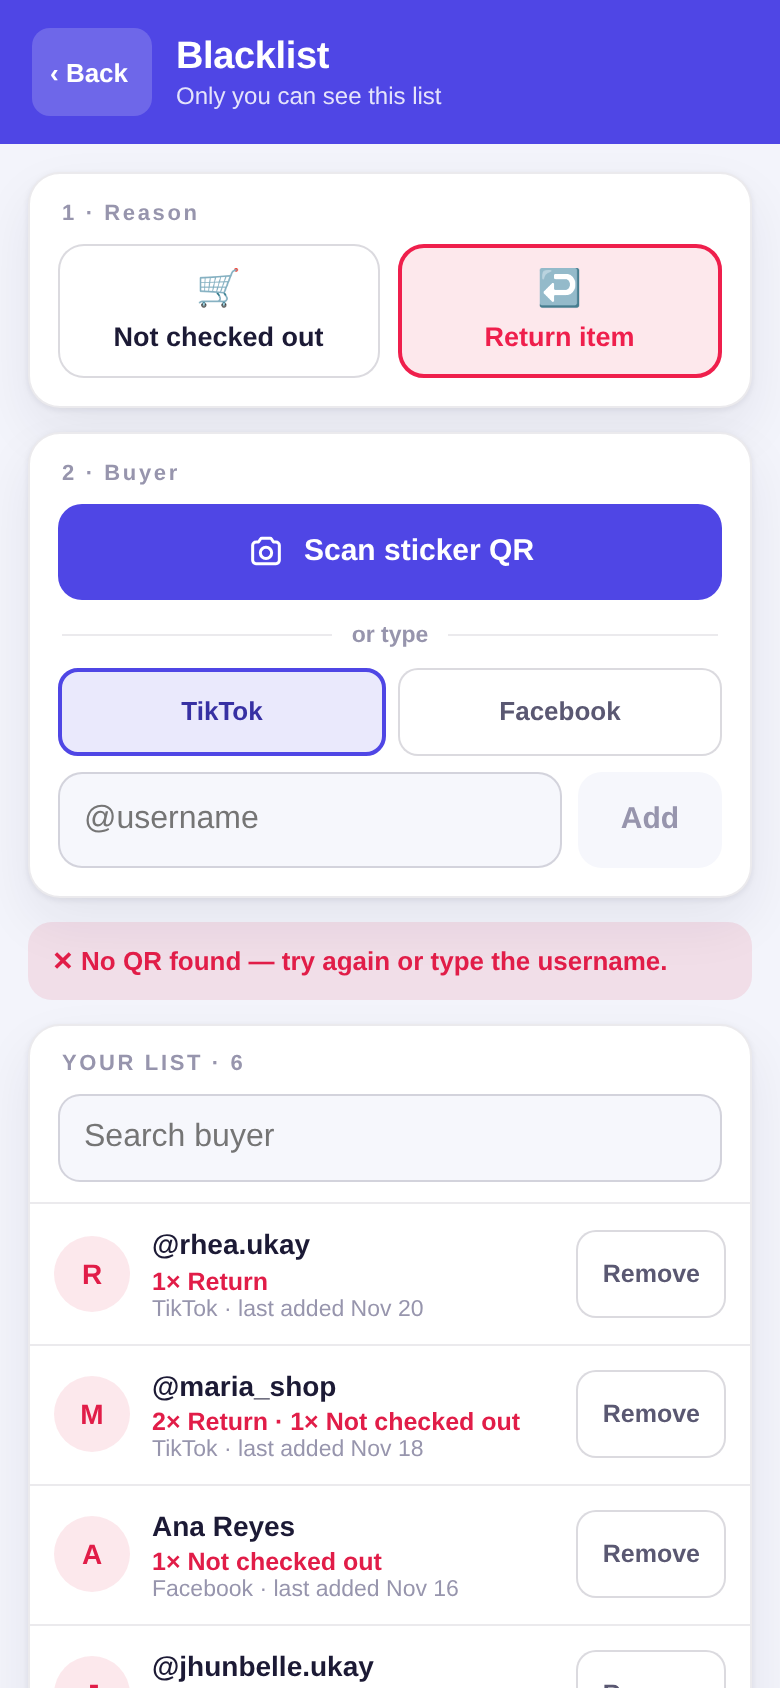 ‹ Back
Blacklist
Only you can see this list
1 · Reason
Not checked out
Return item
2 · Buyer
Scan sticker QR
or type
TikTok
Facebook
@username
Add
✕ No QR found — try again or type the username.
YOUR LIST · 6
Search buyer
R
@rhea.ukay
1× Return
TikTok · last added Nov 20
Remove
M
@maria_shop
2× Return · 1× Not checked out
TikTok · last added Nov 18
Remove
A
Ana Reyes
1× Not checked out
Facebook · last added Nov 16
Remove
@jhunbelle.ukay